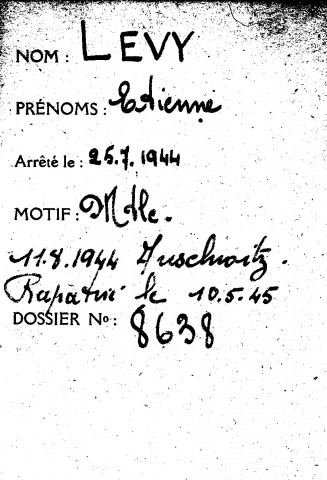 NOM : LEVY
PRÉNOMS : Etienne
Arrêté le : 25.7.1944
MOTIF :
11.8.1944 Auschwitz.
Rapatrié le 10.5.45
DOSSIER No : 8638